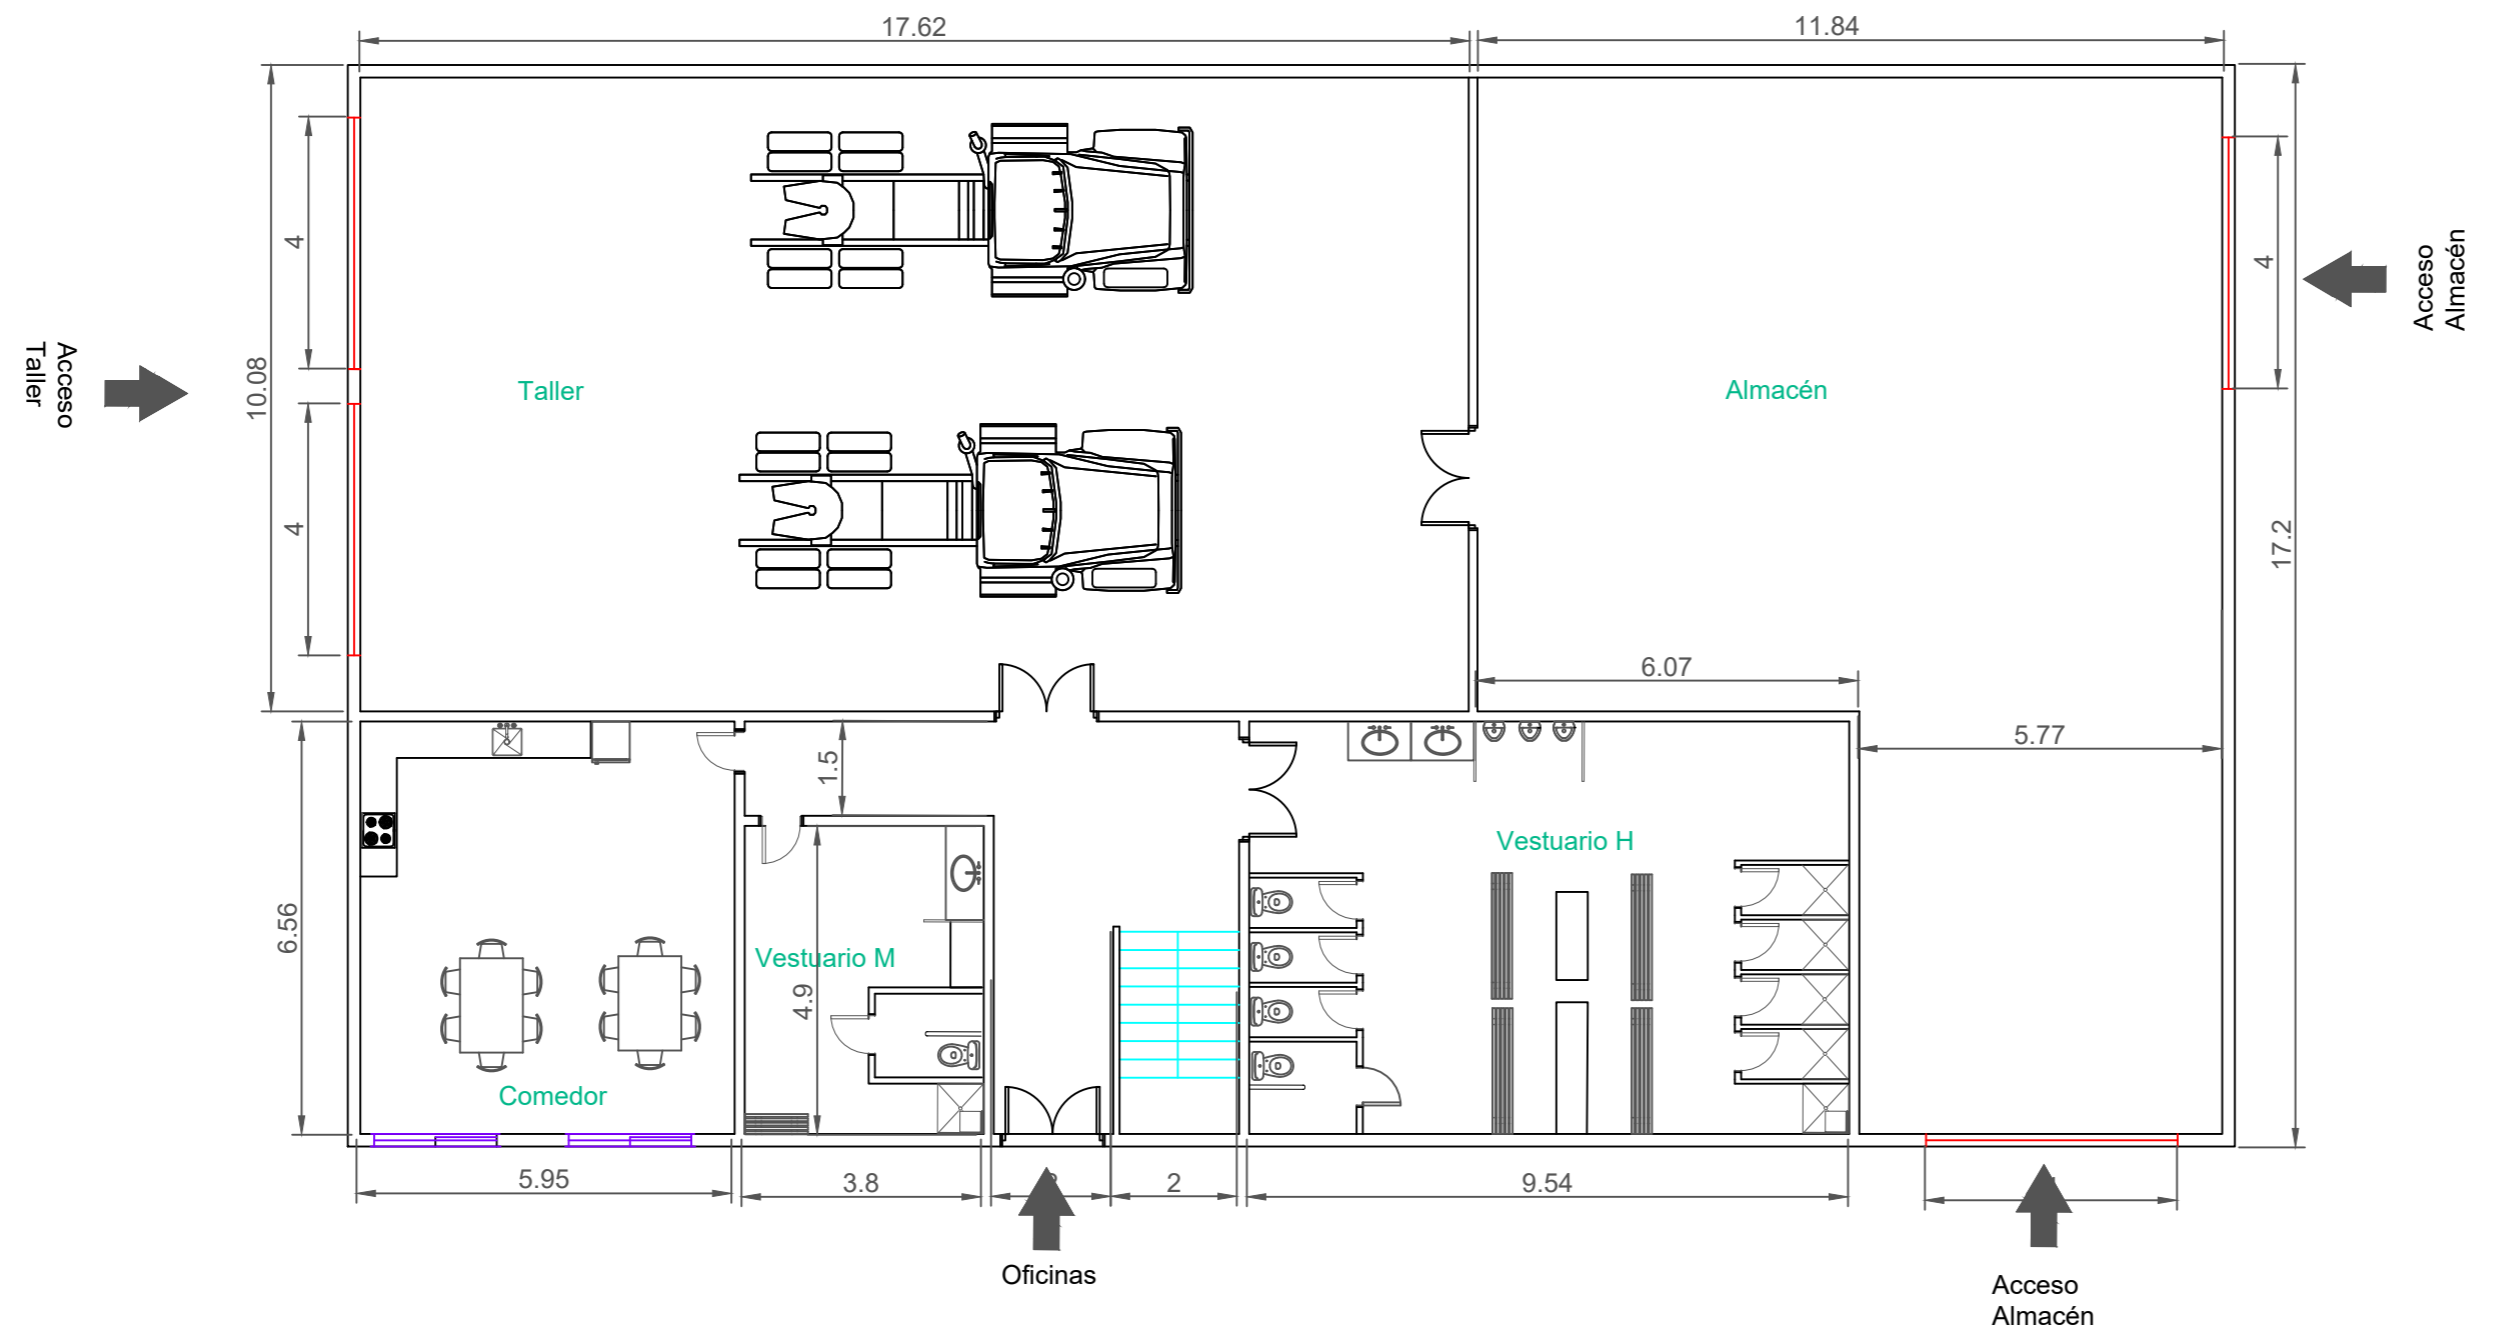 17.62
11.84
4
4
10.08
Acceso
Taller
Taller
Almacén
4
Acceso
Almacén
17.2
6.07
5.77
1.5
6.56
Vestuario H
Vestuario M
4.9
Comedor
5.95
3.8
2
9.54
Oficinas
Acceso
Almacén